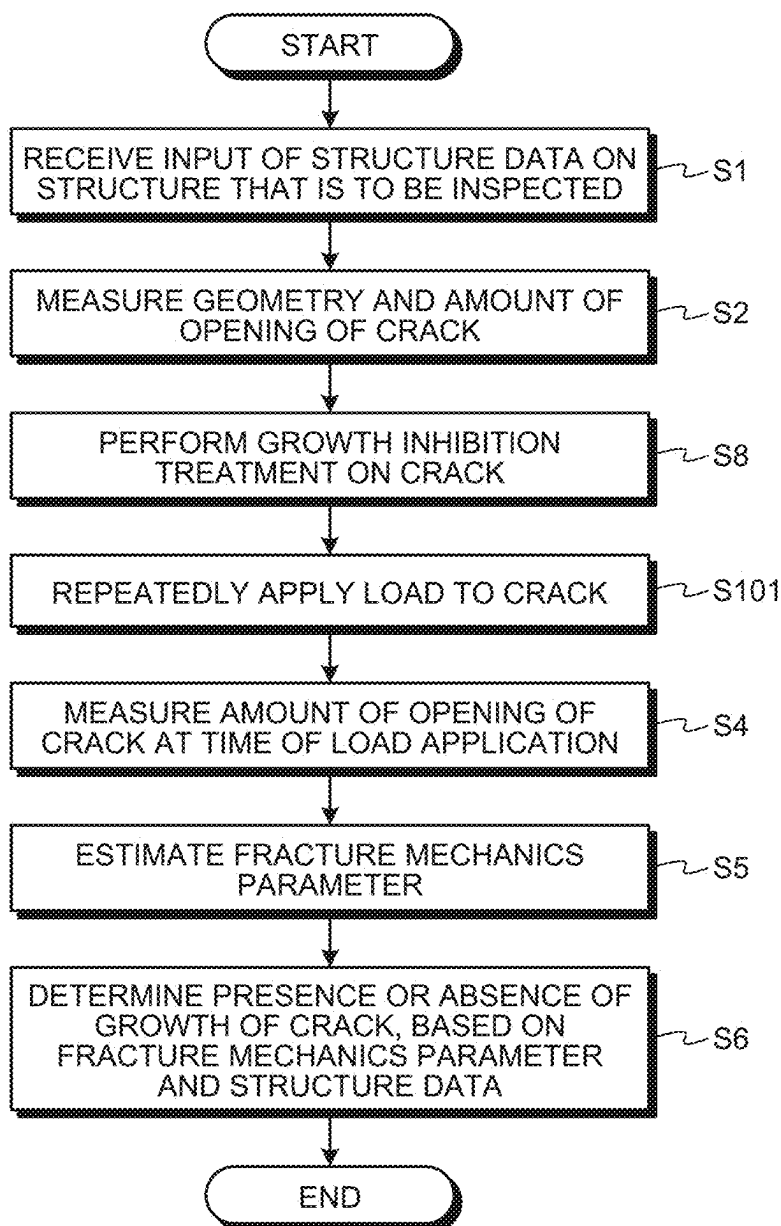 START
RECEIVE INPUT OF STRUCTURE DATA ON
STRUCTURE THAT IS TO BE INSPECTED
S1
MEASURE GEOMETRY AND AMOUNT OF
OPENING OF CRACK
S2
PERFORM GROWTH INHIBITION
TREATMENT ON CRACK
S8
REPEATEDLY APPLY LOAD TO CRACK
S101
MEASURE AMOUNT OF OPENING OF
CRACK AT TIME OF LOAD APPLICATION
S4
ESTIMATE FRACTURE MECHANICS
PARAMETER
S5
DETERMINE PRESENCE OR ABSENCE OF
GROWTH OF CRACK, BASED ON
FRACTURE MECHANICS PARAMETER
AND STRUCTURE DATA
S6
END